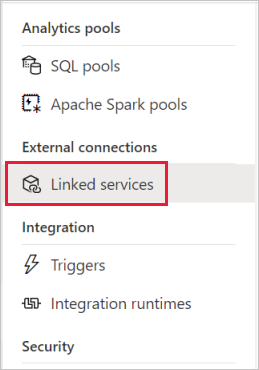 Analytics pools
SQL pools
Apache Spark pools
External connections
Linked services
Integration
Triggers
Integration runtimes
Security